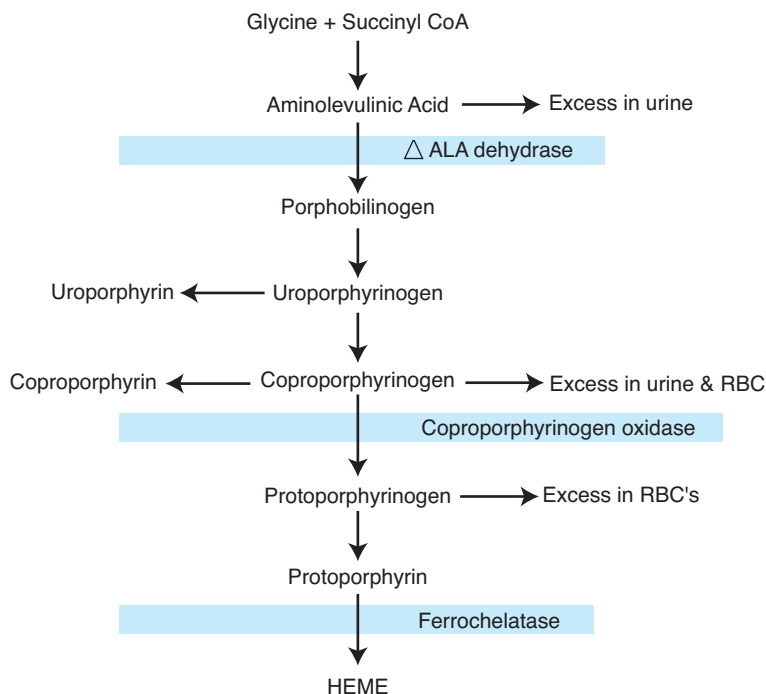 Glycine + Succinyl CoA
Aminolevulinic Acid
Excess in urine
△ ALA dehydrase
Porphobilinogen
Uroporphyrin
Uroporphyrinogen
Coproporphyrin
Coproporphyrinogen
Excess in urine & RBC
Coproporphyrinogen oxidase
Protoporphyrinogen
Excess in RBC's
Protoporphyrin
Ferrochelatase
HEME